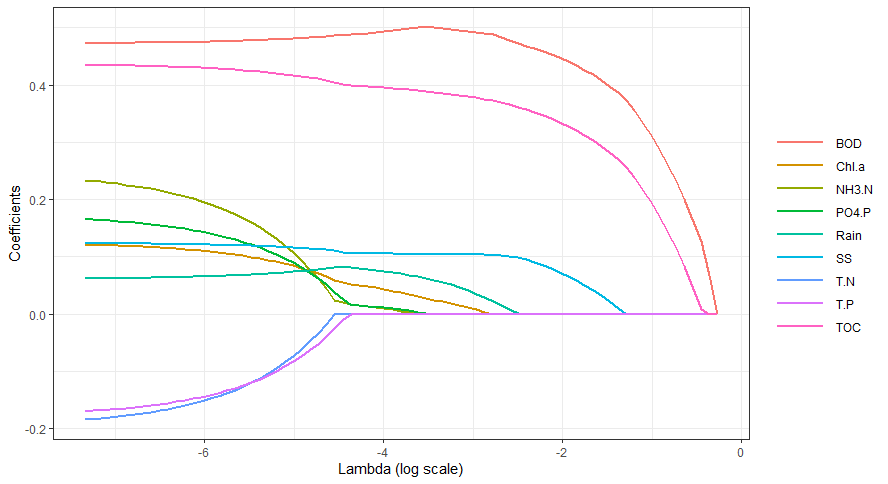 Coefficients
0.4
0.2
0.0
-0.2
-6
-4
-2
0
Lambda (log scale)
BOD
Chl.a
NH3.N
PO4.P
Rain
SS
T.N
T.P
TOC